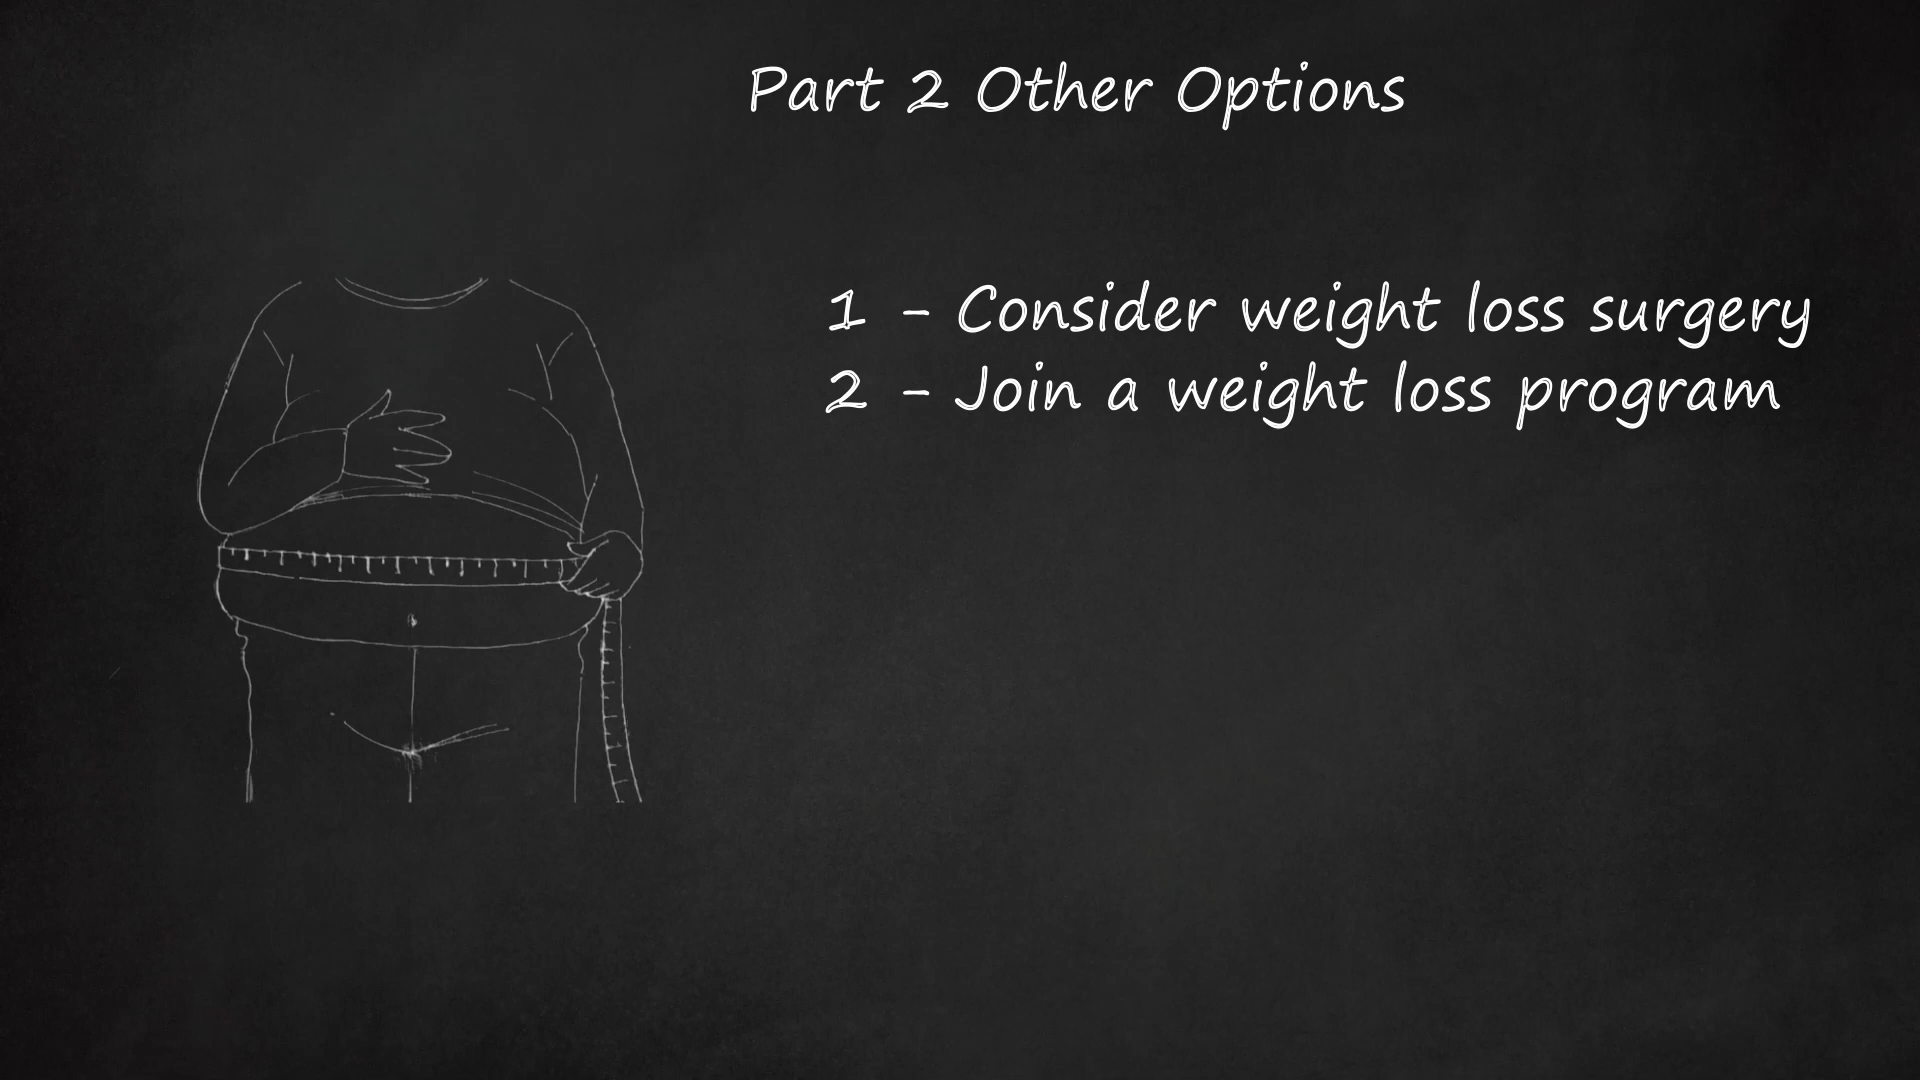 Part 2 Other Options
1 - Consider weight loss surgery
2 - Join a weight loss program